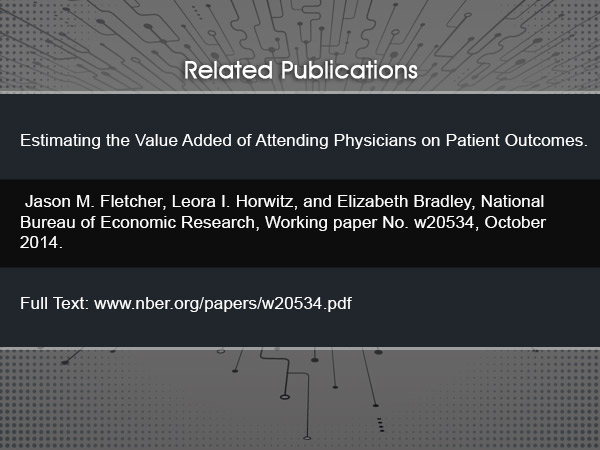 Related Publications
Estimating the Value Added of Attending Physicians on Patient Outcomes.
Jason M. Fletcher, Leora I. Horwitz, and Elizabeth Bradley, National
Bureau of Economic Research, Working paper No. w20534, October
2014.
Full Text: www.nber.org/papers/w20534.pdf